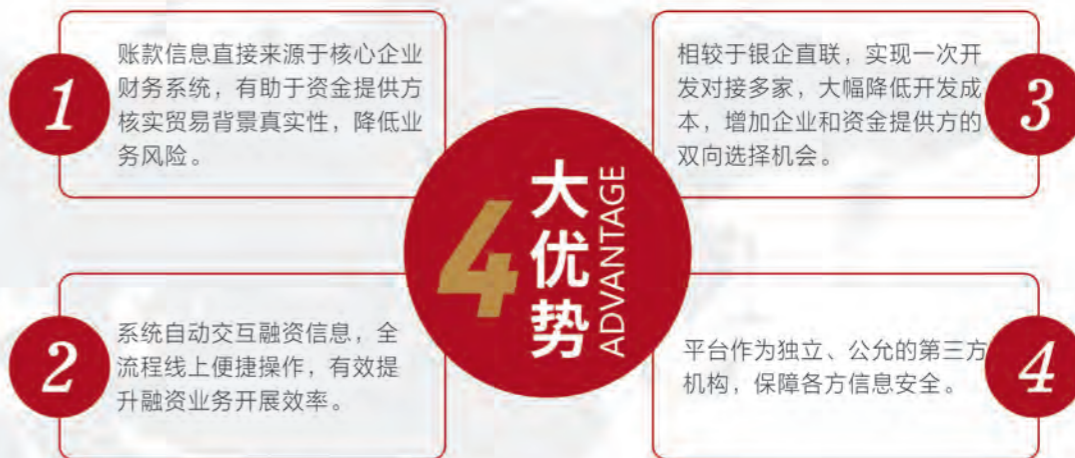 1
账款信息直接来源于核心企业
财务系统，有助于资金提供方
核实贸易背景真实性，降低业
务风险。
2
系统自动交互融资信息，全
流程线上便捷操作，有效提
升融资业务开展效率。
4
大优势
ADVANTAGE
相较于银企直联，实现一次开
发对接多家，大幅降低开发成
本，增加企业和资金提供方的
双向选择机会。
3
平台作为独立、公允的第三方
机构，保障各方信息安全。
4